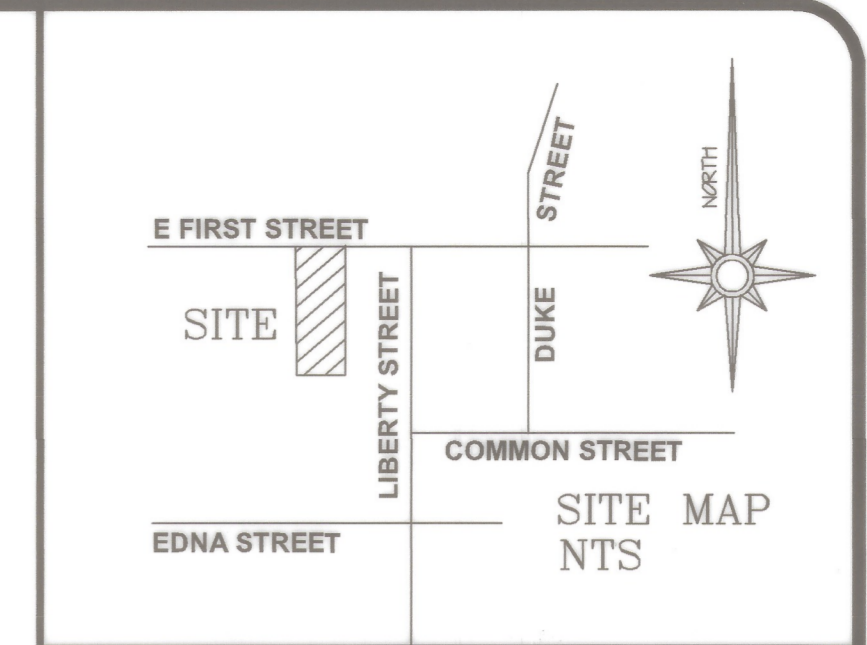 STREET
NORTH
E FIRST STREET
SITE
LIBERTY STREET
DUKE
COMMON STREET
SITE MAP
NTS
EDNA STREET